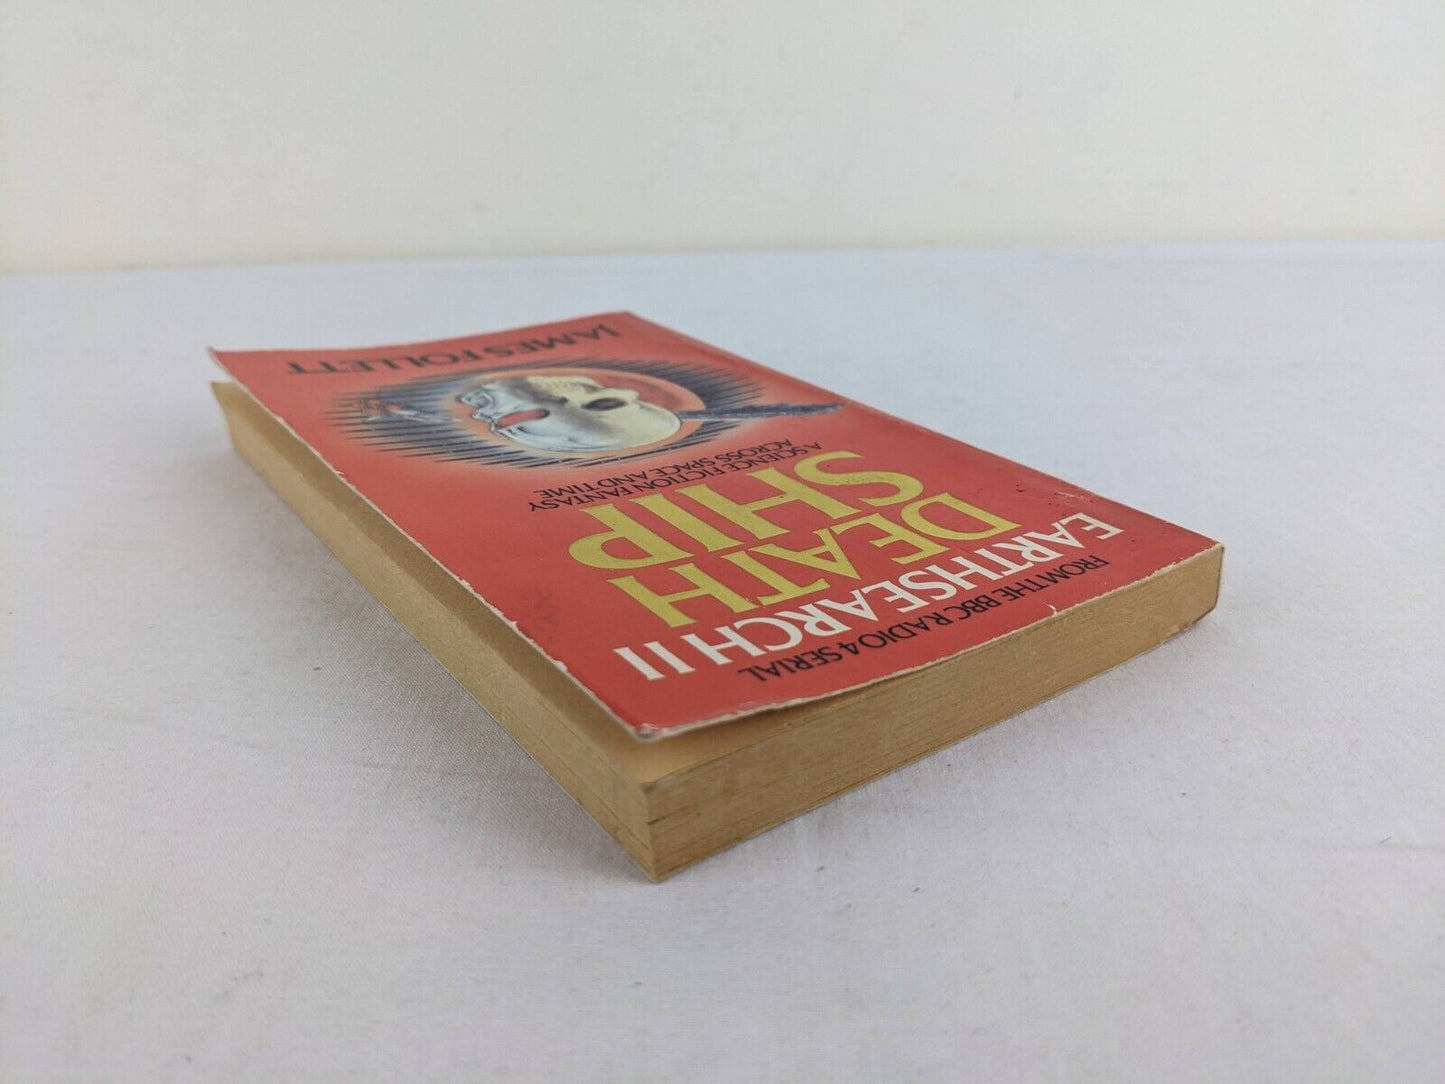 FROM THE BBC RADIO 4 SERIAL
EARTHSEARCH II
DEATH
SHIP
A SCIENCE FICTION FANTASY
ACROSS SPACE AND TIME
JAMES FOLLETT